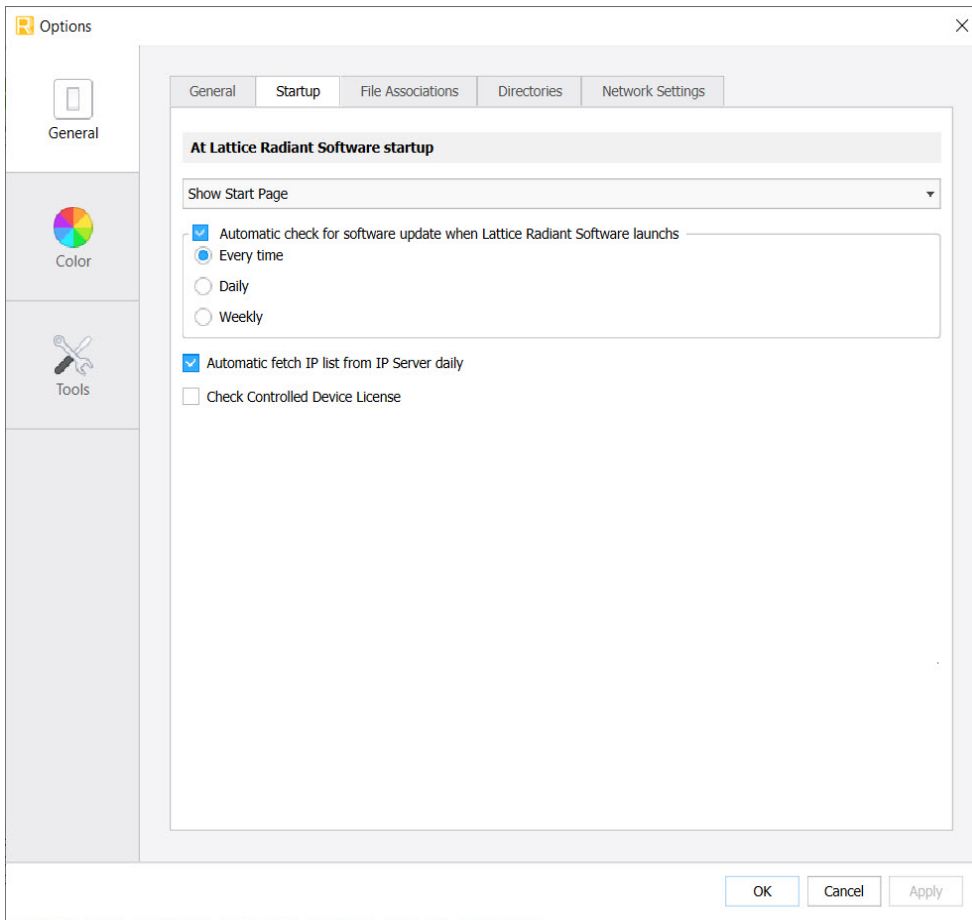 Options
General
Color
Tools
General Startup File Associations Directories Network Settings
At Lattice Radiant Software startup
Show Start Page
Automatic check for software update when Lattice Radiant Software launchs
Every time
Daily
Weekly
Automatic fetch IP list from IP Server daily
Check Controlled Device License
OK Cancel Apply